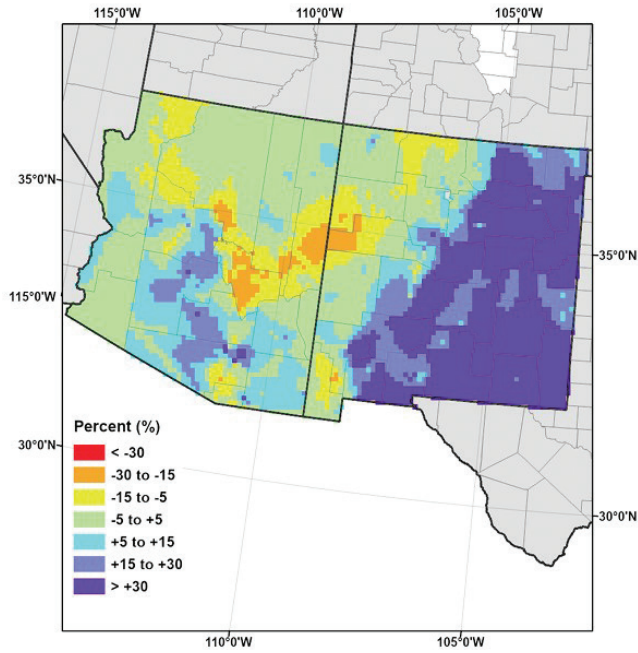 115°0'W 110°0'W 105°0'W
35°0'N
35°0'N
115°0'W
30°0'N
30°0'N
Percent (%)
< -30
-30 to -15
-15 to -5
-5 to +5
+5 to +15
+15 to +30
> +30
110°0'W 105°0'W